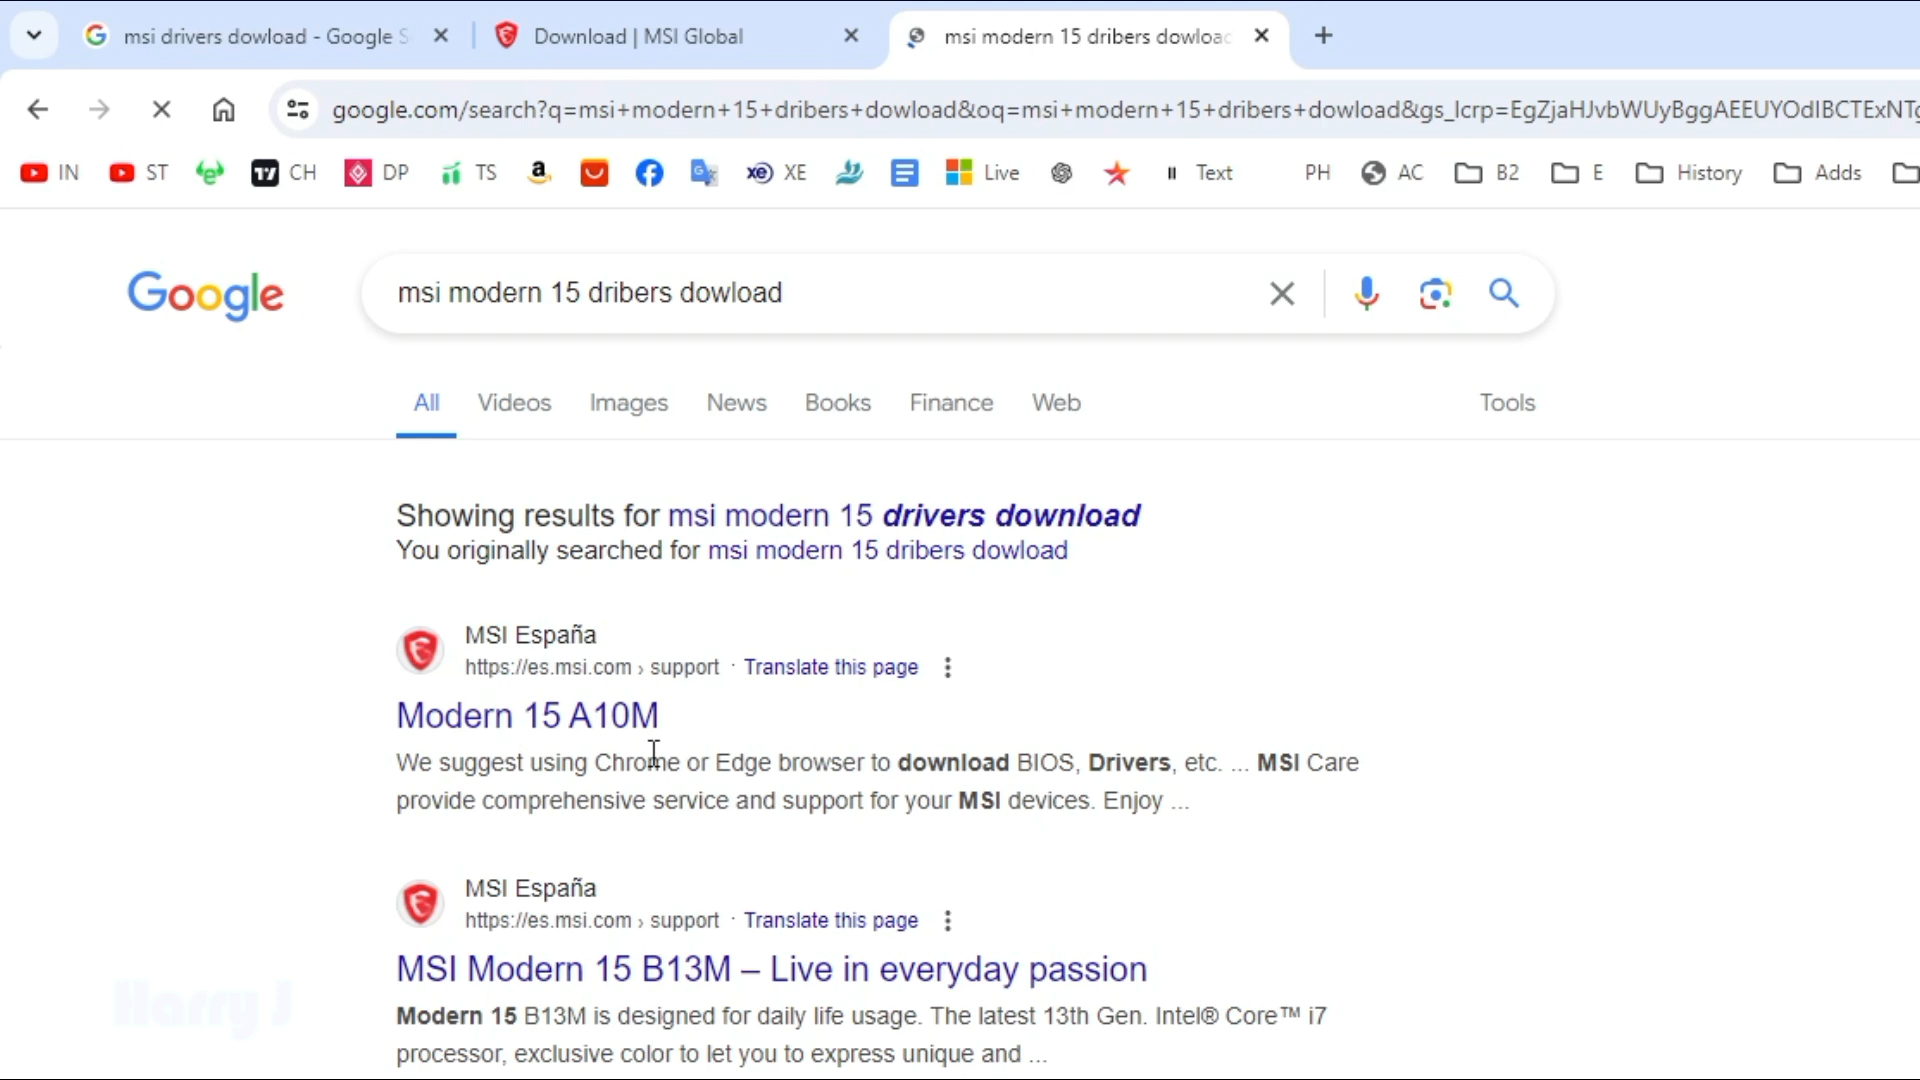 msi drivers dowload - Google S
Download | MSI Global
msi modern 15 dribers dowload
google.com/search?q=msi+modern+15+dribers+dowload&oq=msi+modern+15+dribers+dowload&gs_lcrp=EgZjaHJvbWUyBggAEEUYOdIBCTExNTg
IN ST CH DP TS XE Live Text PH AC B2 E History Adds
Google
msi modern 15 dribers dowload
All Videos Images News Books Finance Web Tools
Showing results for msi modern 15 drivers download
You originally searched for msi modern 15 dribers dowload
MSI España
https://es.msi.com › support · Translate this page
Modern 15 A10M
We suggest using Chrome or Edge browser to download BIOS, Drivers, etc. ... MSI Care
provide comprehensive service and support for your MSI devices. Enjoy ...
MSI España
https://es.msi.com › support · Translate this page
MSI Modern 15 B13M – Live in everyday passion
Modern 15 B13M is designed for daily life usage. The latest 13th Gen. Intel® Core™ i7
processor, exclusive color to let you to express unique and ...
Harry J